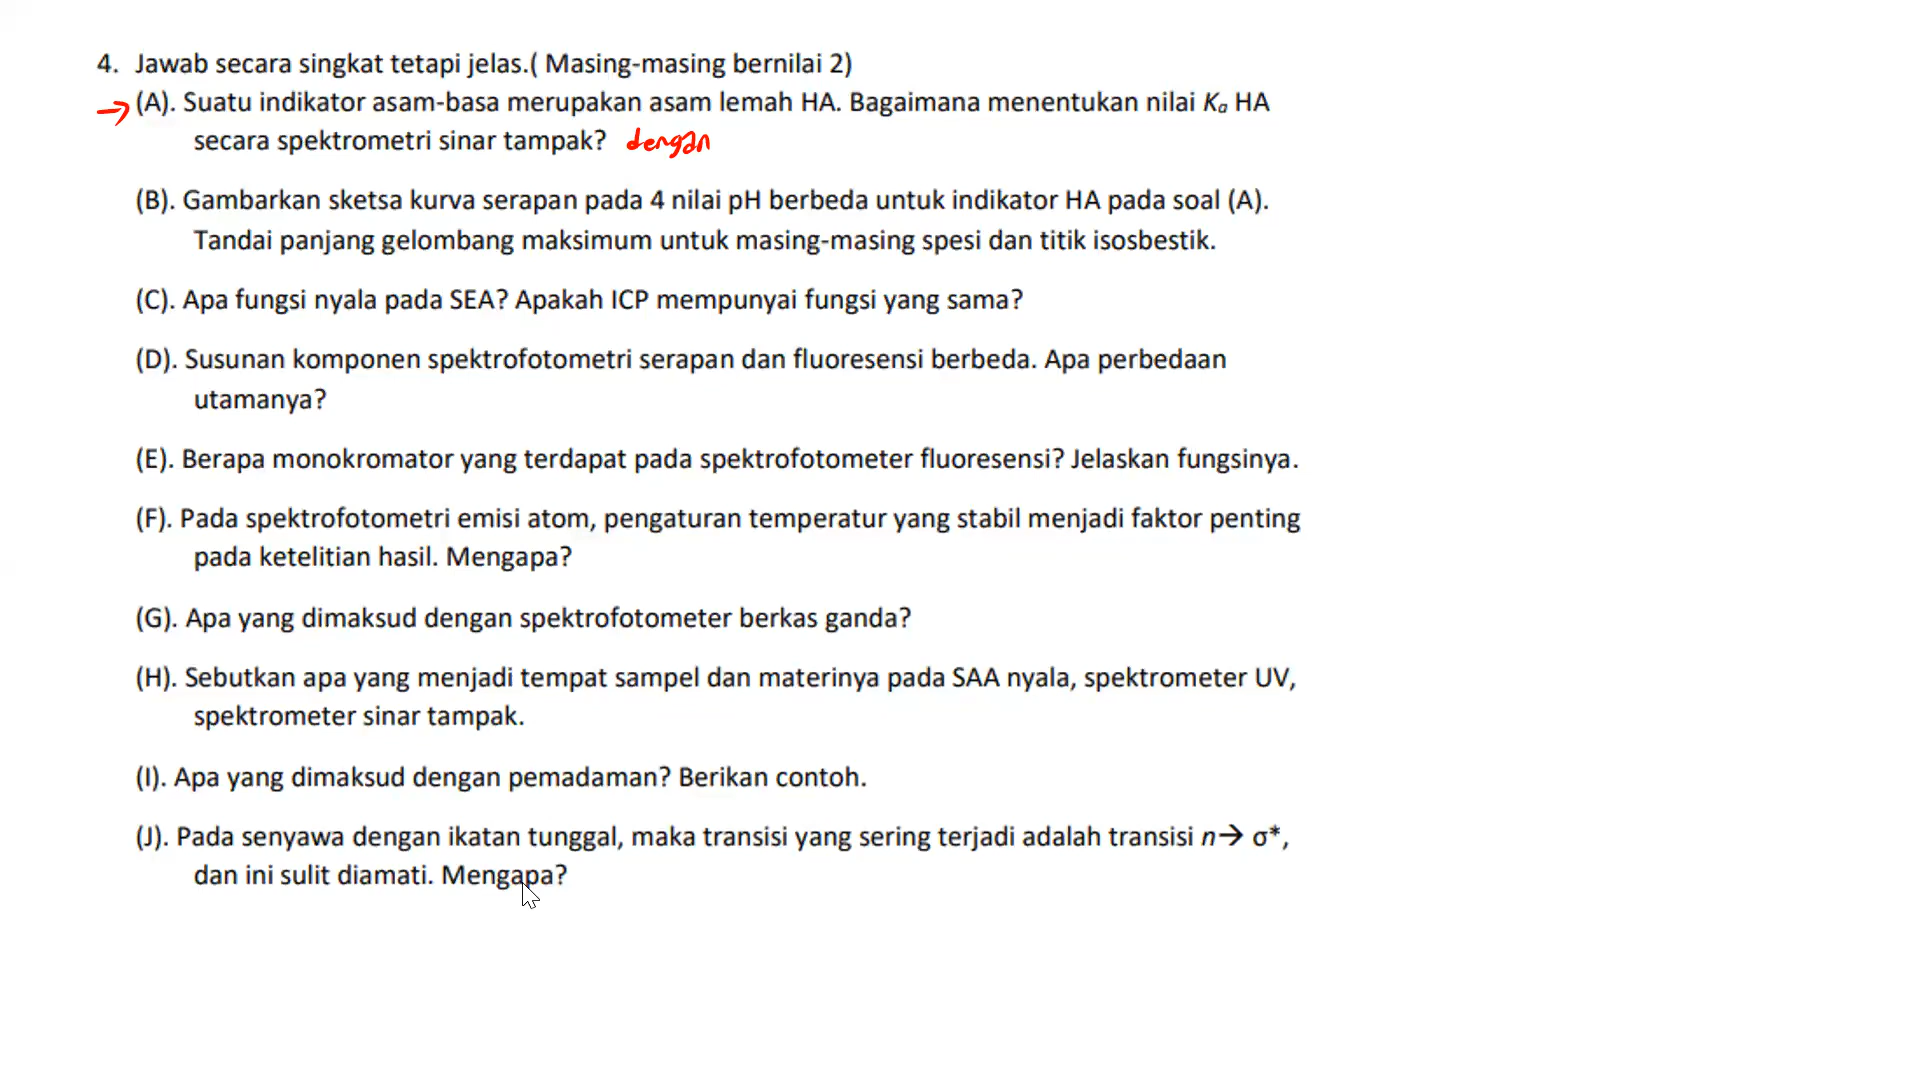 4. Jawab secara singkat tetapi jelas.( Masing-masing bernilai 2)
→ (A). Suatu indikator asam-basa merupakan asam lemah HA. Bagaimana menentukan nilai Ka HA
secara spektrometri sinar tampak? dengan
(B). Gambarkan sketsa kurva serapan pada 4 nilai pH berbeda untuk indikator HA pada soal (A).
Tandai panjang gelombang maksimum untuk masing-masing spesi dan titik isosbestik.
(C). Apa fungsi nyala pada SEA? Apakah ICP mempunyai fungsi yang sama?
(D). Susunan komponen spektrofotometri serapan dan fluoresensi berbeda. Apa perbedaan
utamanya?
(E). Berapa monokromator yang terdapat pada spektrofotometer fluoresensi? Jelaskan fungsinya.
(F). Pada spektrofotometri emisi atom, pengaturan temperatur yang stabil menjadi faktor penting
pada ketelitian hasil. Mengapa?
(G). Apa yang dimaksud dengan spektrofotometer berkas ganda?
(H). Sebutkan apa yang menjadi tempat sampel dan materinya pada SAA nyala, spektrometer UV,
spektrometer sinar tampak.
(I). Apa yang dimaksud dengan pemadaman? Berikan contoh.
(J). Pada senyawa dengan ikatan tunggal, maka transisi yang sering terjadi adalah transisi n→ σ*,
dan ini sulit diamati. Mengapa?